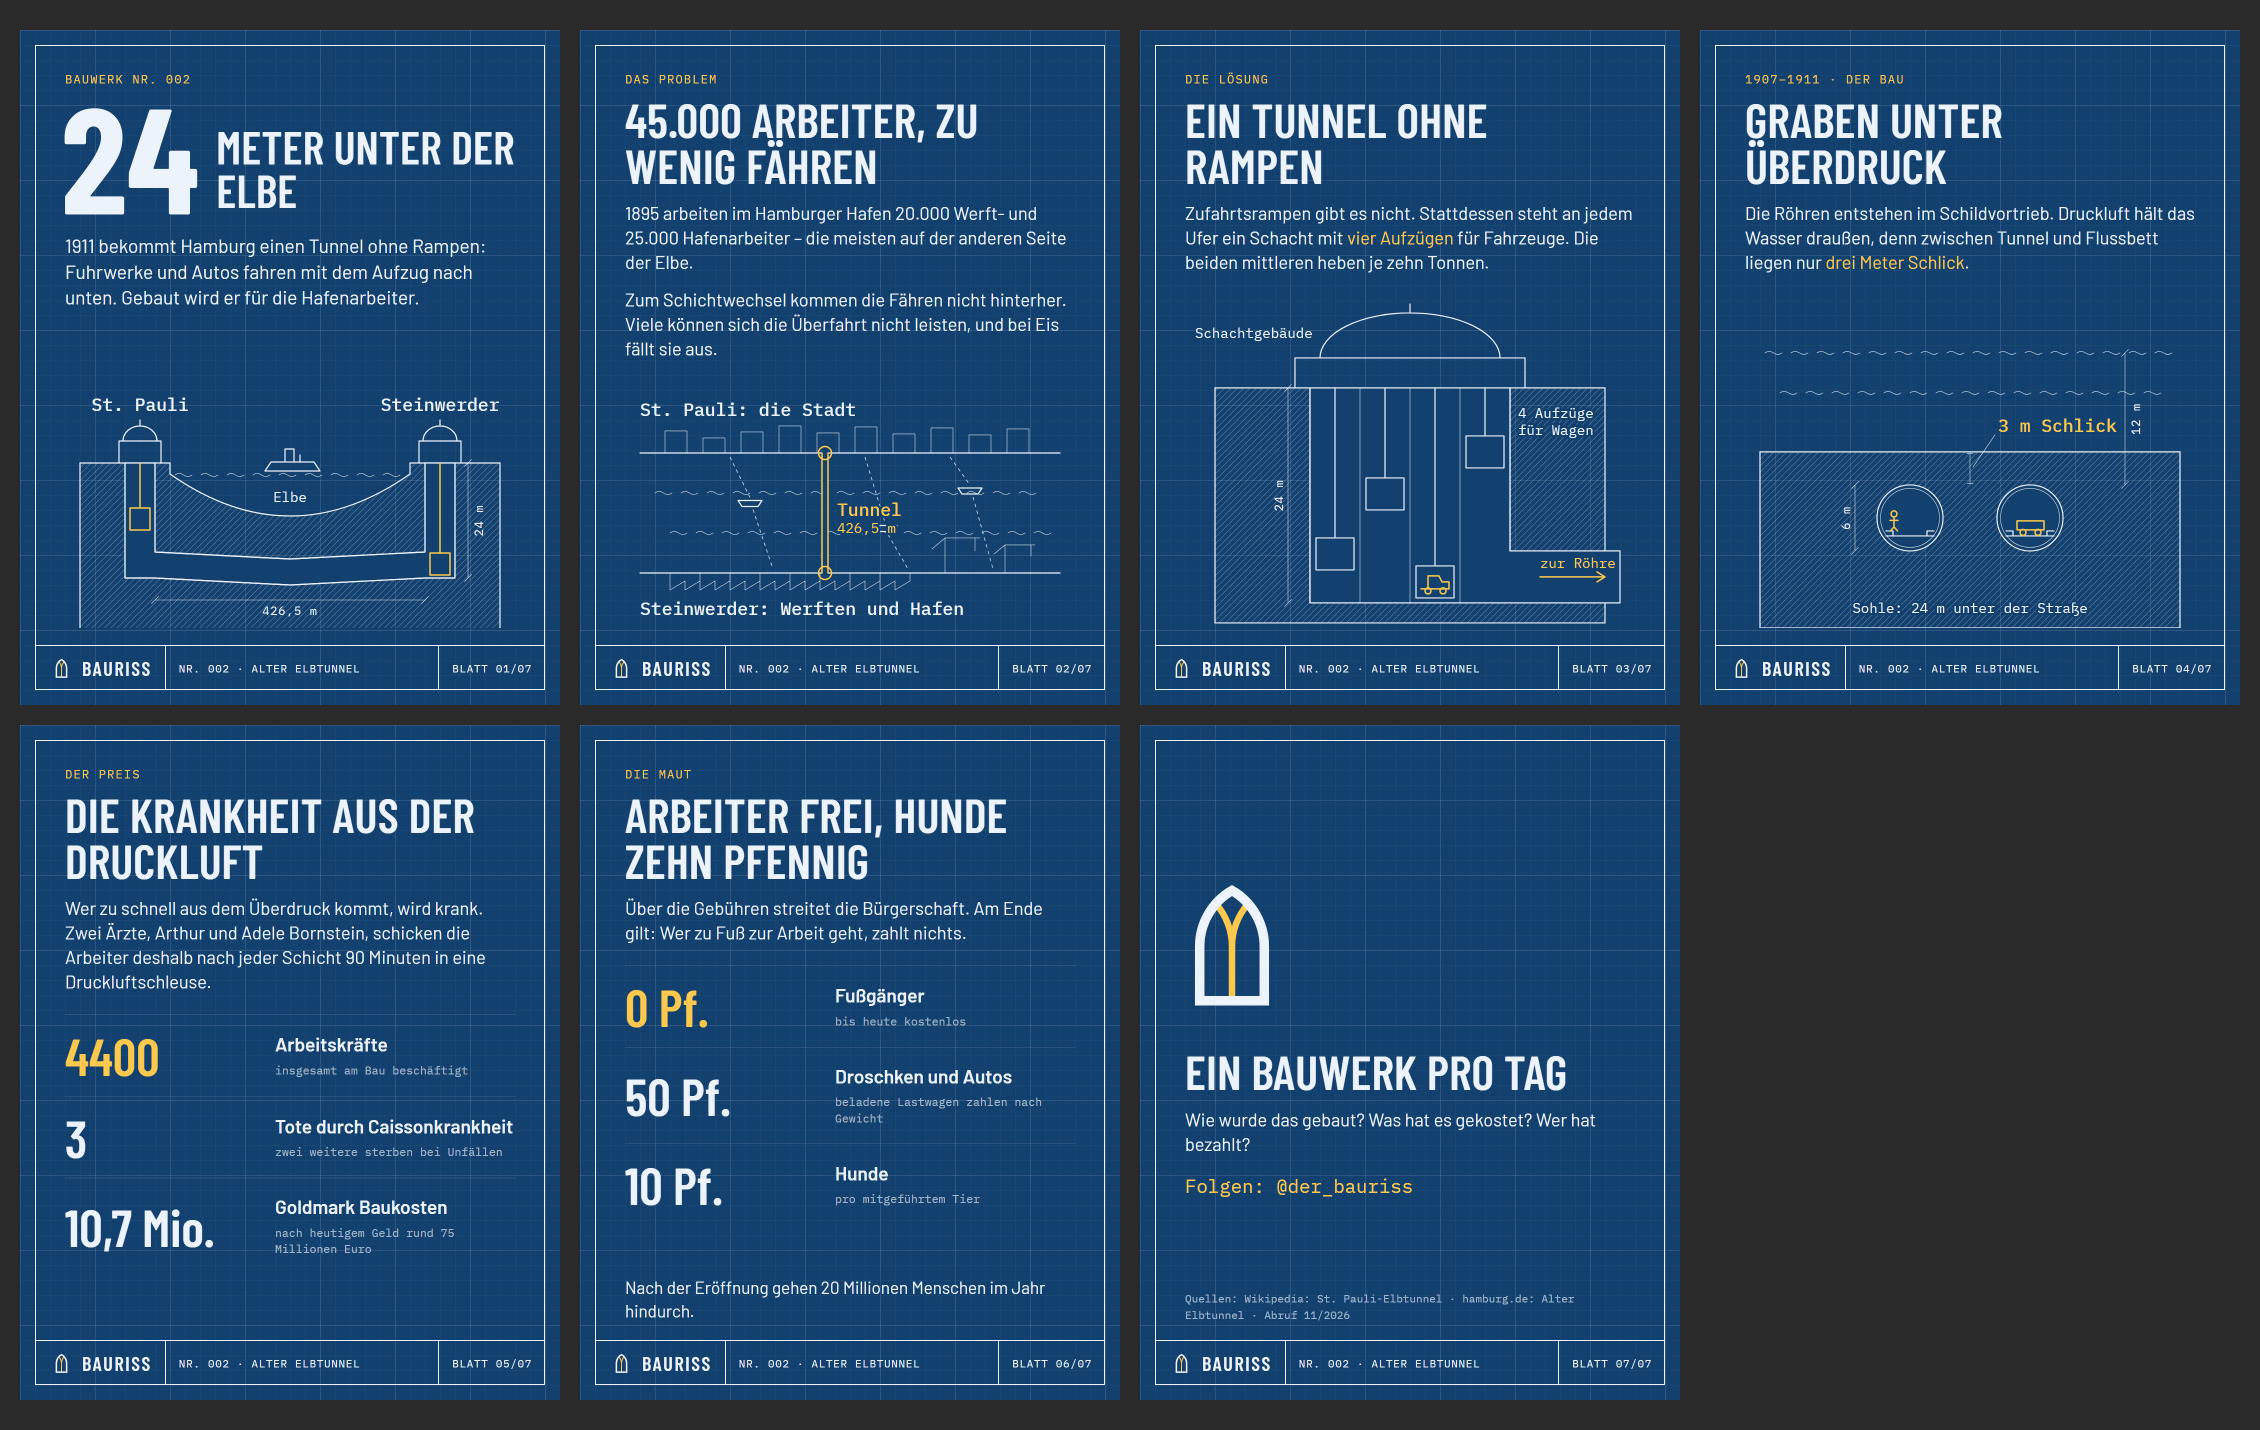 BAUWERK NR. 002
24 METER UNTER DER
ELBE
1911 bekommt Hamburg einen Tunnel ohne Rampen:
Fuhrwerke und Autos fahren mit dem Aufzug nach
unten. Gebaut wird er für die Hafenarbeiter.
St. Pauli
Steinwerder
Elbe
24 m
426,5 m
BAURISS
NR. 002 · ALTER ELBTUNNEL
BLATT 01/07
DAS PROBLEM
45.000 ARBEITER, ZU
WENIG FÄHREN
1895 arbeiten im Hamburger Hafen 20.000 Werft- und
25.000 Hafenarbeiter – die meisten auf der anderen Seite
der Elbe.
Zum Schichtwechsel kommen die Fähren nicht hinterher.
Viele können sich die Überfahrt nicht leisten, und bei Eis
fällt sie aus.
St. Pauli: die Stadt
Tunnel
426,5 m
Steinwerder: Werften und Hafen
BAURISS
NR. 002 · ALTER ELBTUNNEL
BLATT 02/07
DIE LÖSUNG
EIN TUNNEL OHNE
RAMPEN
Zufahrtsrampen gibt es nicht. Stattdessen steht an jedem
Ufer ein Schacht mit vier Aufzügen für Fahrzeuge. Die
beiden mittleren heben je zehn Tonnen.
Schachtgebäude
4 Aufzüge
für Wagen
24 m
zur Röhre
BAURISS
NR. 002 · ALTER ELBTUNNEL
BLATT 03/07
1907–1911 · DER BAU
GRABEN UNTER
ÜBERDRUCK
Die Röhren entstehen im Schildvortrieb. Druckluft hält das
Wasser draußen, denn zwischen Tunnel und Flussbett
liegen nur drei Meter Schlick.
12 m
3 m Schlick
6 m
Sohle: 24 m unter der Straße
BAURISS
NR. 002 · ALTER ELBTUNNEL
BLATT 04/07
DER PREIS
DIE KRANKHEIT AUS DER
DRUCKLUFT
Wer zu schnell aus dem Überdruck kommt, wird krank.
Zwei Ärzte, Arthur und Adele Bornstein, schicken die
Arbeiter deshalb nach jeder Schicht 90 Minuten in eine
Druckluftschleuse.
4400
Arbeitskräfte
insgesamt am Bau beschäftigt
3
Tote durch Caissonkrankheit
zwei weitere sterben bei Unfällen
10,7 Mio.
Goldmark Baukosten
nach heutigem Geld rund 75
Millionen Euro
BAURISS
NR. 002 · ALTER ELBTUNNEL
BLATT 05/07
DIE MAUT
ARBEITER FREI, HUNDE
ZEHN PFENNIG
Über die Gebühren streitet die Bürgerschaft. Am Ende
gilt: Wer zu Fuß zur Arbeit geht, zahlt nichts.
0 Pf.
Fußgänger
bis heute kostenlos
50 Pf.
Droschken und Autos
beladene Lastwagen zahlen nach
Gewicht
10 Pf.
Hunde
pro mitgeführtem Tier
Nach der Eröffnung gehen 20 Millionen Menschen im Jahr
hindurch.
BAURISS
NR. 002 · ALTER ELBTUNNEL
BLATT 06/07
EIN BAUWERK PRO TAG
Wie wurde das gebaut? Was hat es gekostet? Wer hat
bezahlt?
Folgen: @der_bauriss
Quellen: Wikipedia: St. Pauli-Elbtunnel · hamburg.de: Alter
Elbtunnel · Abruf 11/2026
BAURISS
NR. 002 · ALTER ELBTUNNEL
BLATT 07/07